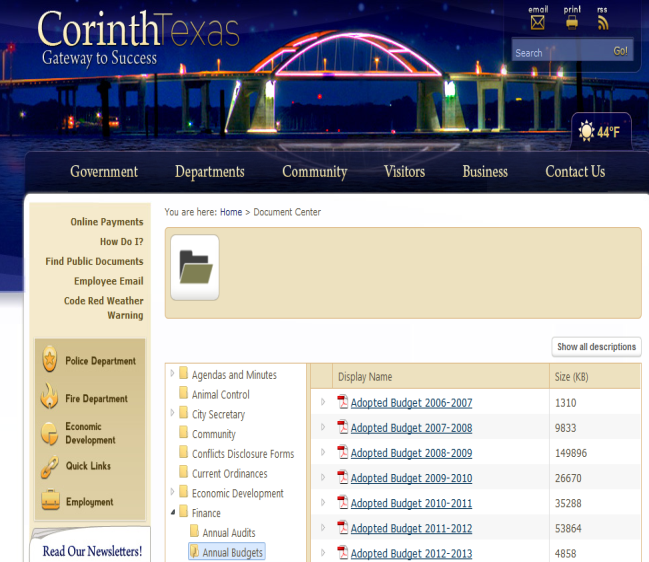 CorinthTexas
Gateway to Success
email print rss
Search Go!
44°F
Government Departments Community Visitors Business Contact Us
You are here: Home > Document Center
Online Payments
How Do I?
Find Public Documents
Employee Email
Code Red Weather
Warning
Police Department
Fire Department
Economic
Development
Quick Links
Employment
Read Our Newsletters!
Show all descriptions
Agendas and Minutes
Animal Control
City Secretary
Community
Conflicts Disclosure Forms
Current Ordinances
Economic Development
Finance
Annual Audits
Annual Budgets
Display Name Size (KB)
Adopted Budget 2006-2007 1310
Adopted Budget 2007-2008 9833
Adopted Budget 2008-2009 149896
Adopted Budget 2009-2010 26670
Adopted Budget 2010-2011 35288
Adopted Budget 2011-2012 53864
Adopted Budget 2012-2013 4858